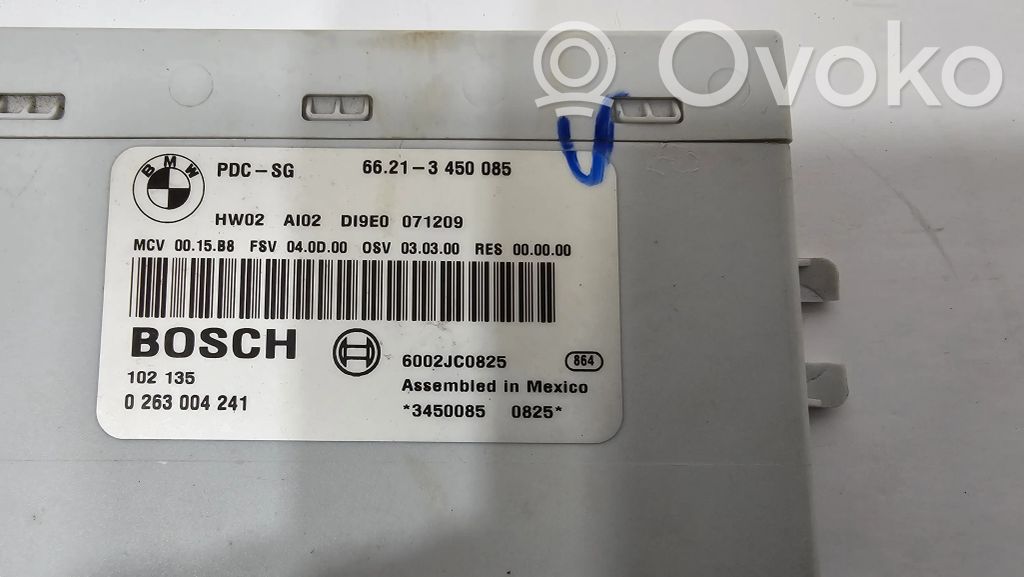 Ovoko
BMW
PDC-SG 66.21-3 450 085
HW02 AI02 DI9E0 071209
MCV 00.15.B8 FSV 04.0D.00 OSV 03.03.00 RES 00.00.00
BOSCH
6002JC0825 864
102 135 Assembled in Mexico
0 263 004 241 *3450085 0825*